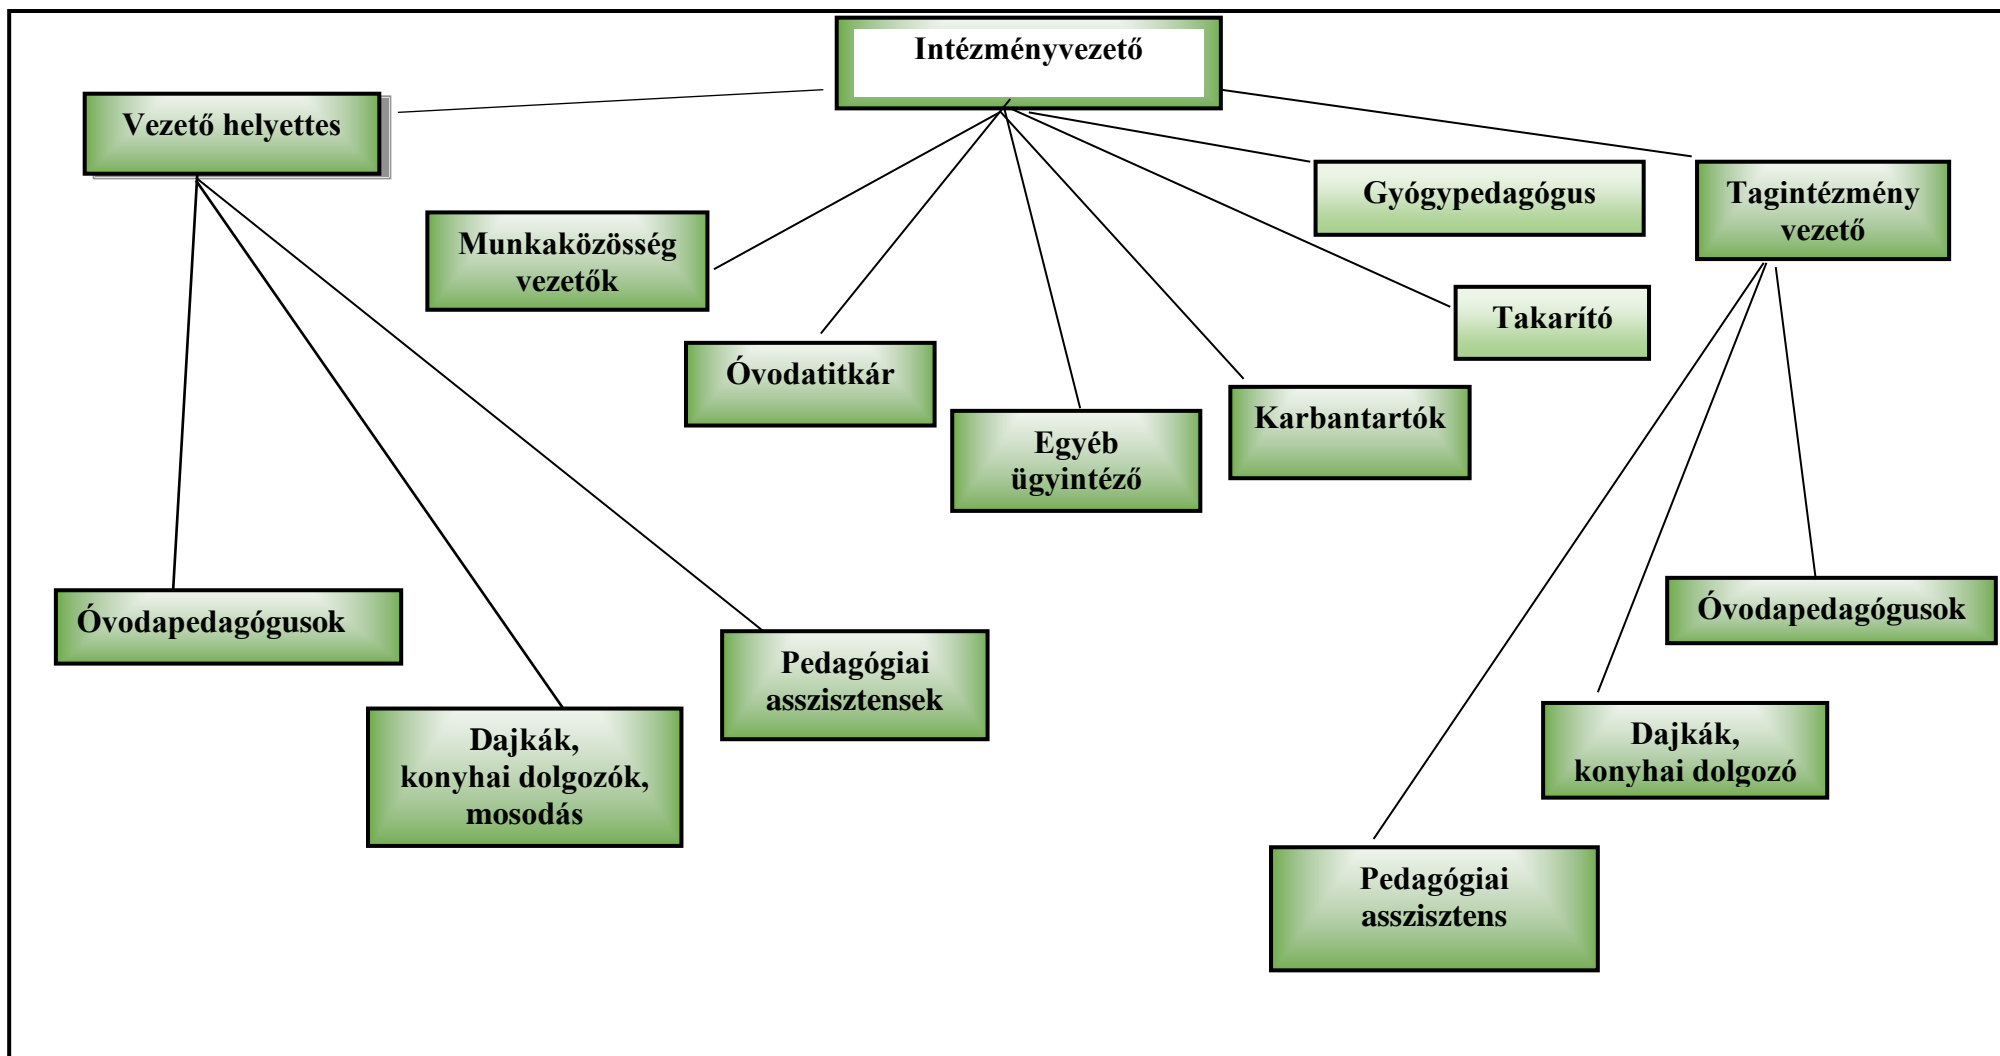 Intézményvezető
Vezető helyettes
Gyógypedagógus
Tagintézmény
vezető
Munkaközösség
vezetők
Takarító
Óvodatitkár
Karbantartók
Egyéb
ügyintéző
Óvodapedagógusok
Óvodapedagógusok
Pedagógiai
asszisztensek
Dajkák,
konyhai dolgozók,
mosodás
Dajkák,
konyhai dolgozó
Pedagógiai
asszisztens